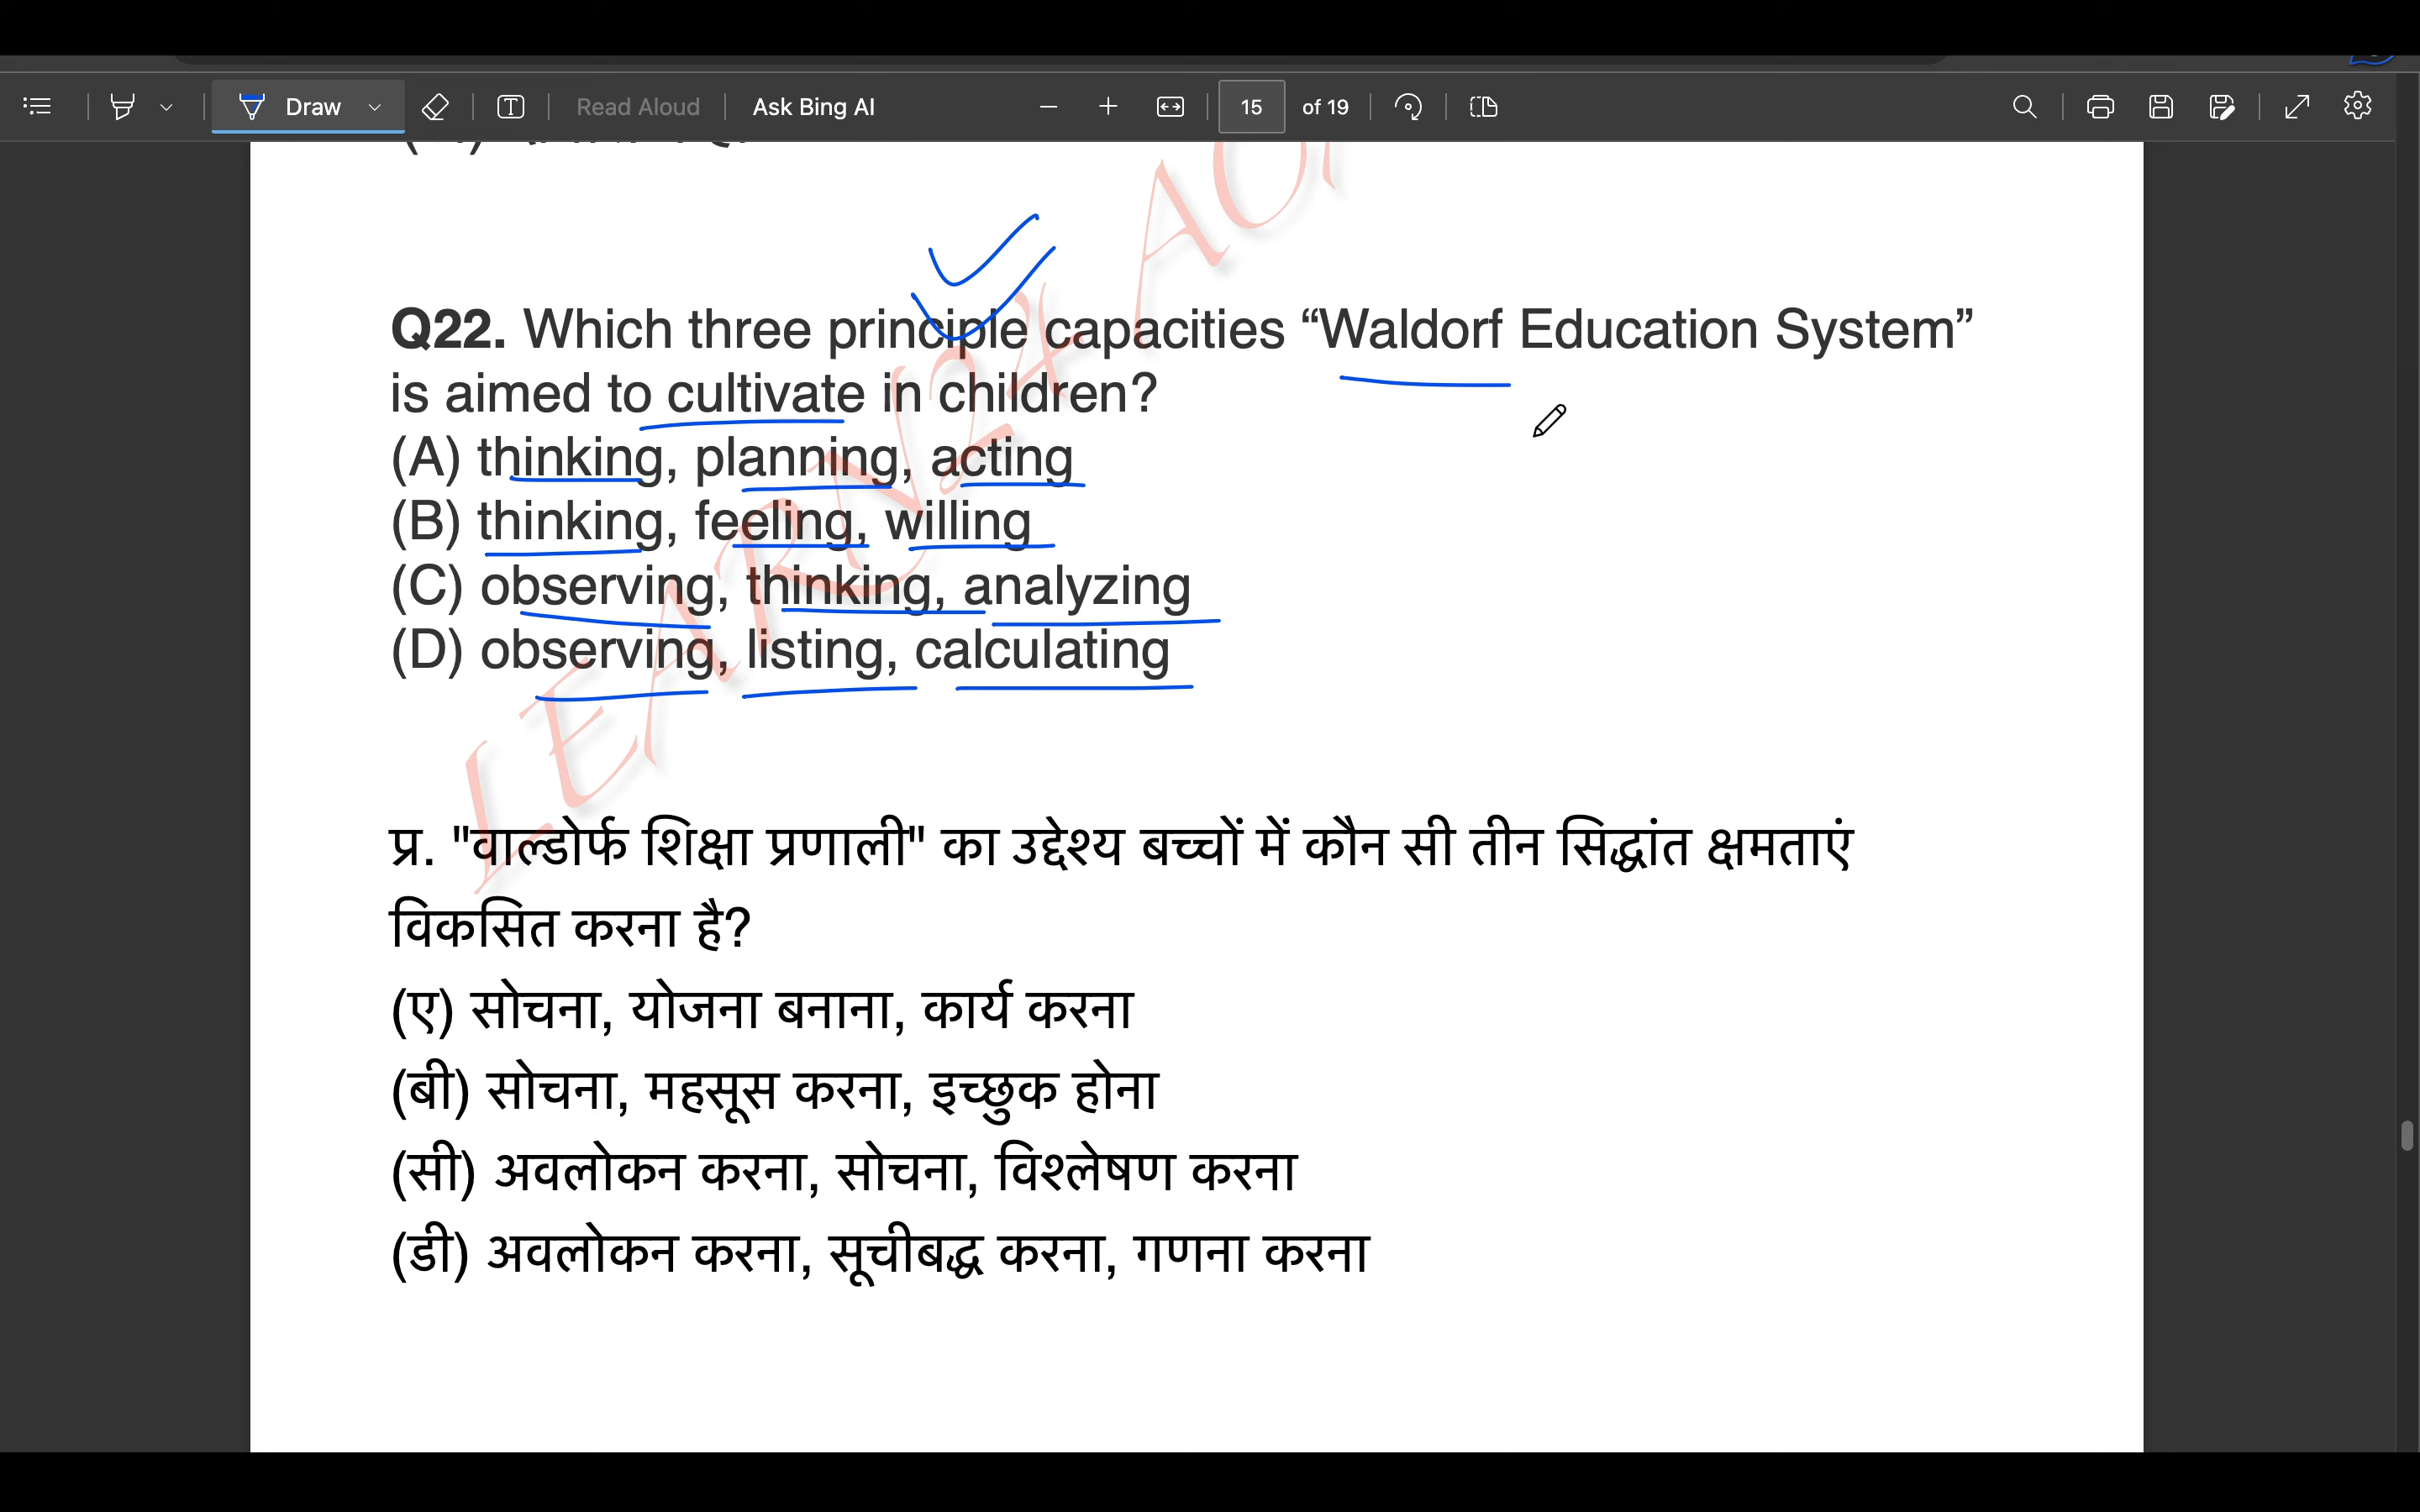 Draw
Read Aloud
Ask Bing AI
15 of 19
Q22. Which three principle capacities “Waldorf Education System”
is aimed to cultivate in children?
(A) thinking, planning, acting
(B) thinking, feeling, willing
(C) observing, thinking, analyzing
(D) observing, listing, calculating
LEARN24
प्र. "वाल्डोर्फ शिक्षा प्रणाली" का उद्देश्य बच्चों में कौन सी तीन सिद्धांत क्षमताएं
विकसित करना है?
(ए) सोचना, योजना बनाना, कार्य करना
(बी) सोचना, महसूस करना, इच्छुक होना
(सी) अवलोकन करना, सोचना, विश्लेषण करना
(डी) अवलोकन करना, सूचीबद्ध करना, गणना करना